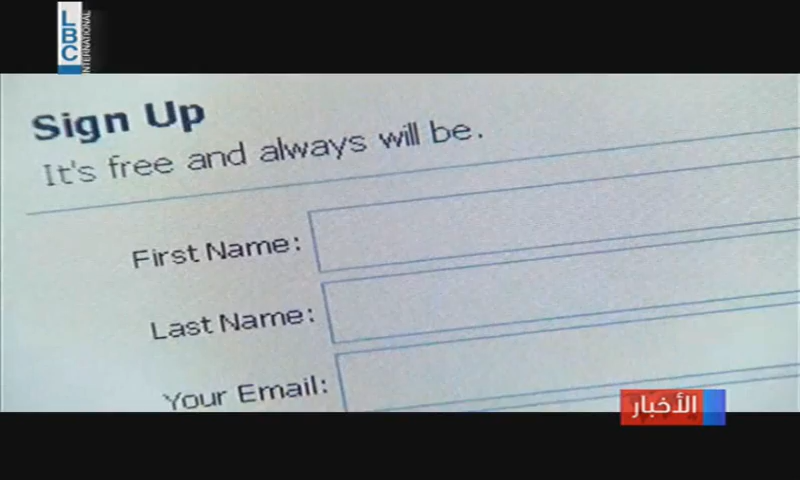 LBC
INTERNATIONAL
Sign Up
It's free and always will be.
First Name:
Last Name:
Your Email:
الأخبار